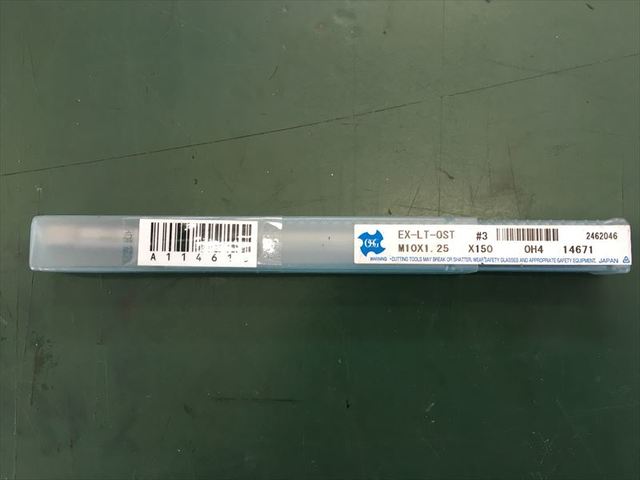 EX-LT-OST #3 2462046
M10X1.25 X150 OH4 14671
WARNING •CUTTING TOOLS MAY BREAK OR SHATTER, WEAR SAFETY GLASSES AND APPROPRIATE SAFETY EQUIPMENT. JAPAN
OSG